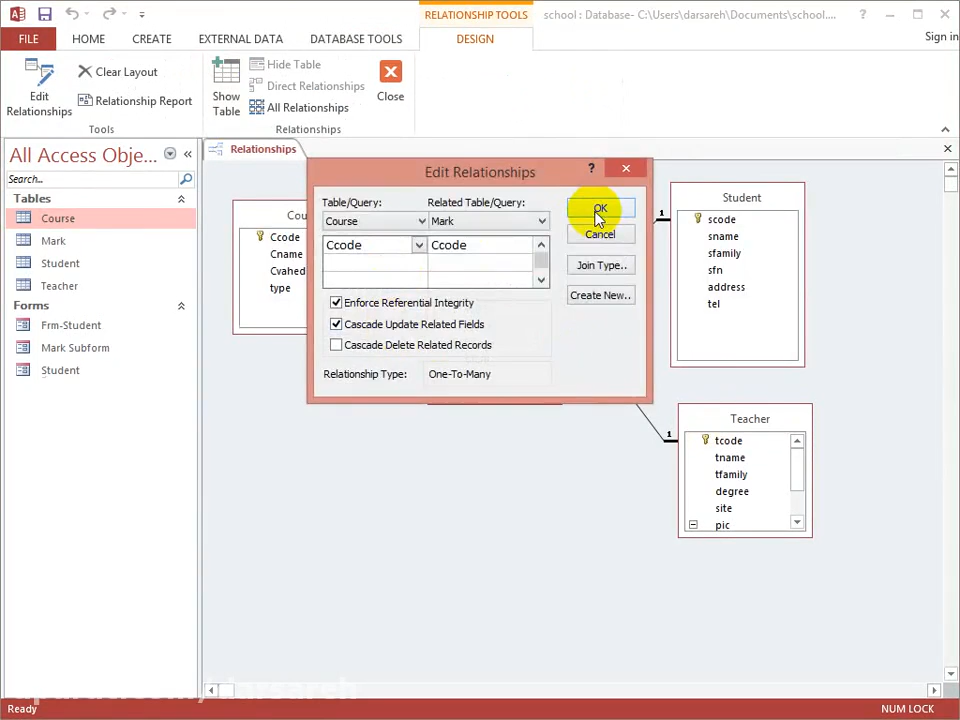 RELATIONSHIP TOOLS
school : Database- C:\Users\darsareh\Documents\school....
?
FILE
HOME
CREATE
EXTERNAL DATA
DATABASE TOOLS
DESIGN
Sign in
Edit
Relationships
Clear Layout
Relationship Report
Tools
Show
Table
Hide Table
Direct Relationships
All Relationships
Relationships
Close
All Access Obje...
Search...
Tables
Course
Mark
Student
Teacher
Forms
Frm-Student
Mark Subform
Student
Relationships
Cou
Ccode
Cname
Cvahed
type
Edit Relationships
?
Table/Query:
Related Table/Query:
Course
Mark
Ccode
Ccode
OK
Cancel
Join Type..
Create New..
Enforce Referential Integrity
Cascade Update Related Fields
Cascade Delete Related Records
Relationship Type:
One-To-Many
1
Student
scode
sname
sfamily
sfn
address
tel
1
Teacher
tcode
tname
tfamily
degree
site
pic
Ready
NUM LOCK